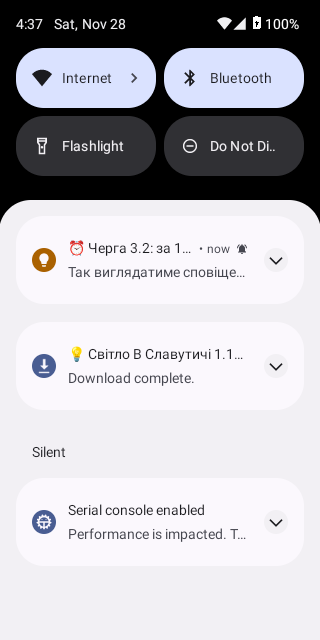 4:37 Sat, Nov 28 100%
Internet
Bluetooth
Flashlight
Do Not Di..
⏰ Черга 3.2: за 1... • now
Так виглядатиме сповіще...
💡 Світло В Славутичі 1.1...
Download complete.
Silent
Serial console enabled
Performance is impacted. T...